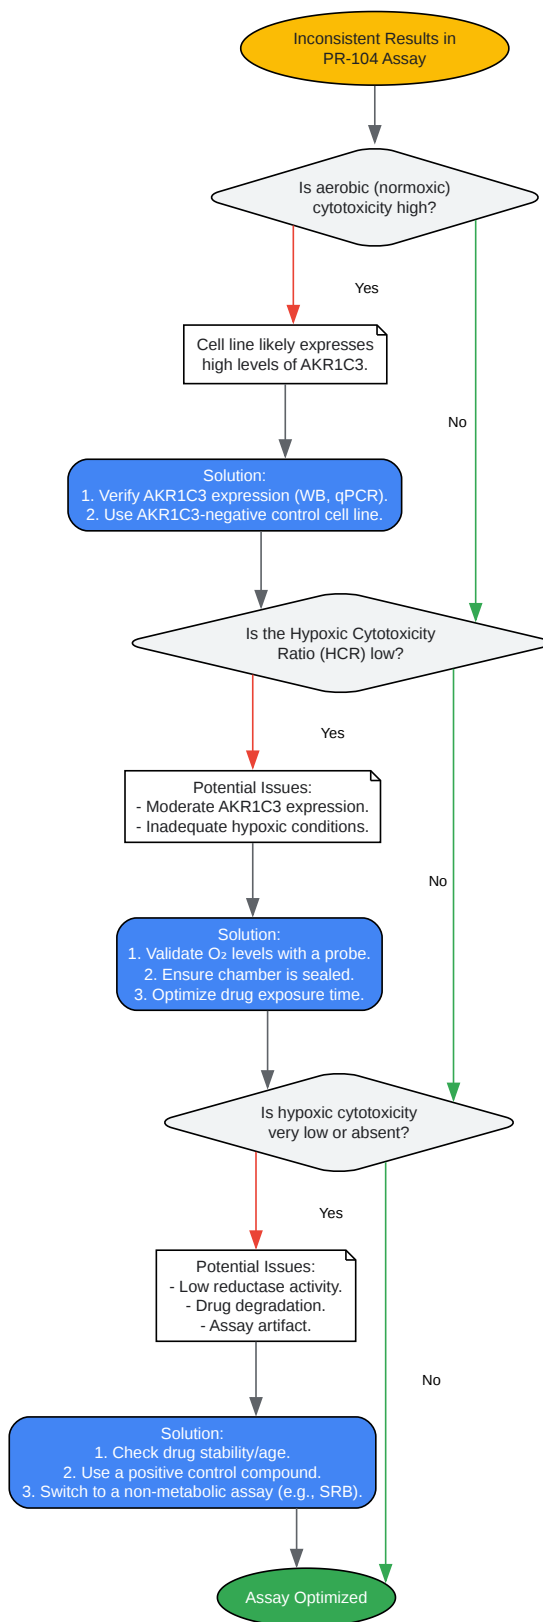 Inconsistent Results in
PR-104 Assay
Is aerobic (normoxic)
cytotoxicity high?
Yes
Cell line likely expresses
high levels of AKR1C3.
No
Solution:
1. Verify AKR1C3 expression (WB, qPCR).
2. Use AKR1C3-negative control cell line.
Is the Hypoxic Cytotoxicity
Ratio (HCR) low?
Yes
Potential Issues:
- Moderate AKR1C3 expression.
- Inadequate hypoxic conditions.
No
Solution:
1. Validate O₂ levels with a probe.
2. Ensure chamber is sealed.
3. Optimize drug exposure time.
Is hypoxic cytotoxicity
very low or absent?
Yes
Potential Issues:
- Low reductase activity.
- Drug degradation.
- Assay artifact.
No
Solution:
1. Check drug stability/age.
2. Use a positive control compound.
3. Switch to a non-metabolic assay (e.g., SRB).
Assay Optimized